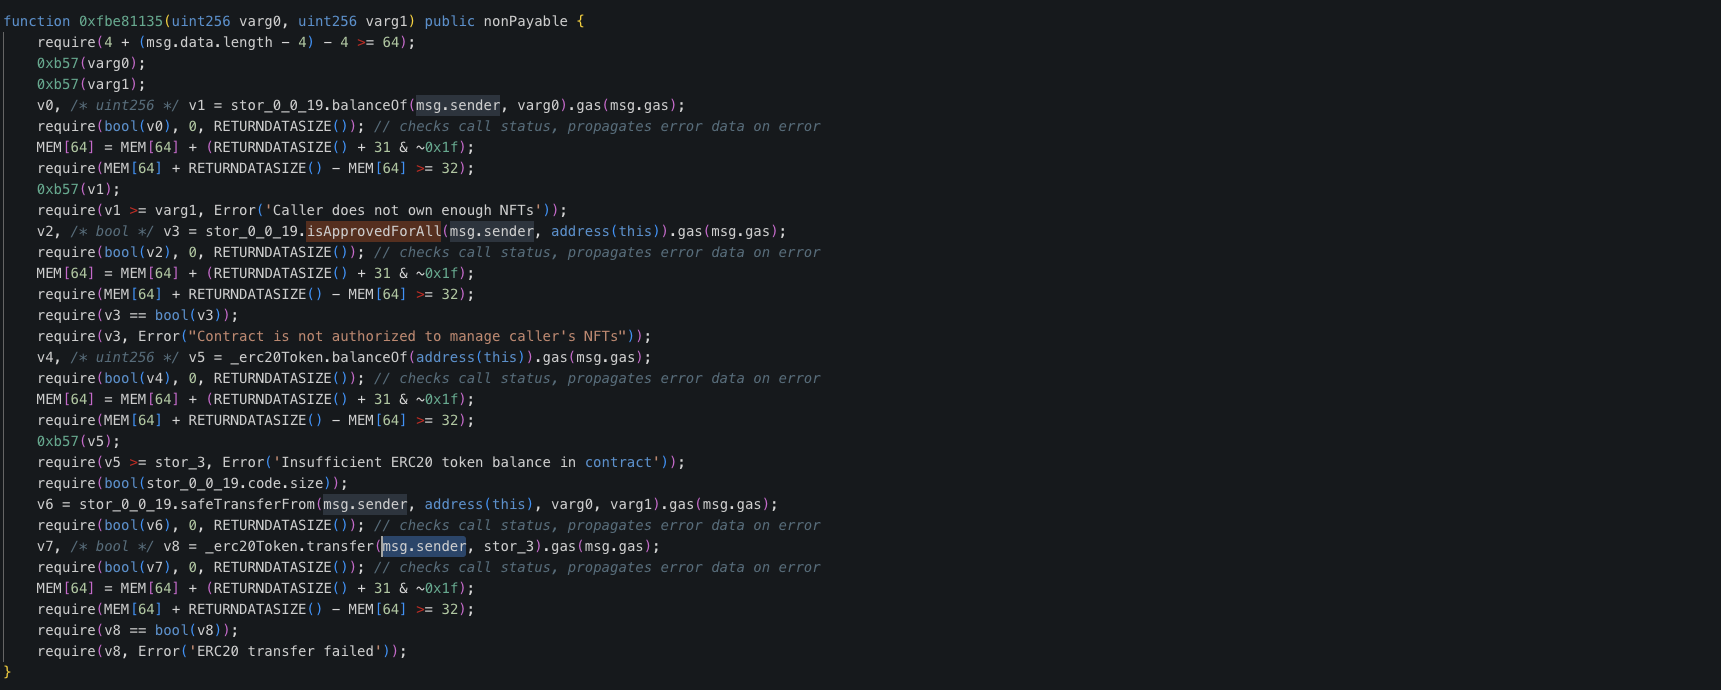 function 0xfbe81135(uint256 varg0, uint256 varg1) public nonPayable {
    require(4 + (msg.data.length - 4) - 4 >= 64);
    0xb57(varg0);
    0xb57(varg1);
    v0, /* uint256 */ v1 = stor_0_0_19.balanceOf(msg.sender, varg0).gas(msg.gas);
    require(bool(v0), 0, RETURNDATASIZE()); // checks call status, propagates error data on error
    MEM[64] = MEM[64] + (RETURNDATASIZE() + 31 & ~0x1f);
    require(MEM[64] + RETURNDATASIZE() - MEM[64] >= 32);
    0xb57(v1);
    require(v1 >= varg1, Error('Caller does not own enough NFTs'));
    v2, /* bool */ v3 = stor_0_0_19.isApprovedForAll(msg.sender, address(this)).gas(msg.gas);
    require(bool(v2), 0, RETURNDATASIZE()); // checks call status, propagates error data on error
    MEM[64] = MEM[64] + (RETURNDATASIZE() + 31 & ~0x1f);
    require(MEM[64] + RETURNDATASIZE() - MEM[64] >= 32);
    require(v3 == bool(v3));
    require(v3, Error("Contract is not authorized to manage caller's NFTs"));
    v4, /* uint256 */ v5 = _erc20Token.balanceOf(address(this)).gas(msg.gas);
    require(bool(v4), 0, RETURNDATASIZE()); // checks call status, propagates error data on error
    MEM[64] = MEM[64] + (RETURNDATASIZE() + 31 & ~0x1f);
    require(MEM[64] + RETURNDATASIZE() - MEM[64] >= 32);
    0xb57(v5);
    require(v5 >= stor_3, Error('Insufficient ERC20 token balance in contract'));
    require(bool(stor_0_0_19.code.size));
    v6 = stor_0_0_19.safeTransferFrom(msg.sender, address(this), varg0, varg1).gas(msg.gas);
    require(bool(v6), 0, RETURNDATASIZE()); // checks call status, propagates error data on error
    v7, /* bool */ v8 = _erc20Token.transfer(msg.sender, stor_3).gas(msg.gas);
    require(bool(v7), 0, RETURNDATASIZE()); // checks call status, propagates error data on error
    MEM[64] = MEM[64] + (RETURNDATASIZE() + 31 & ~0x1f);
    require(MEM[64] + RETURNDATASIZE() - MEM[64] >= 32);
    require(v8 == bool(v8));
    require(v8, Error('ERC20 transfer failed'));
}